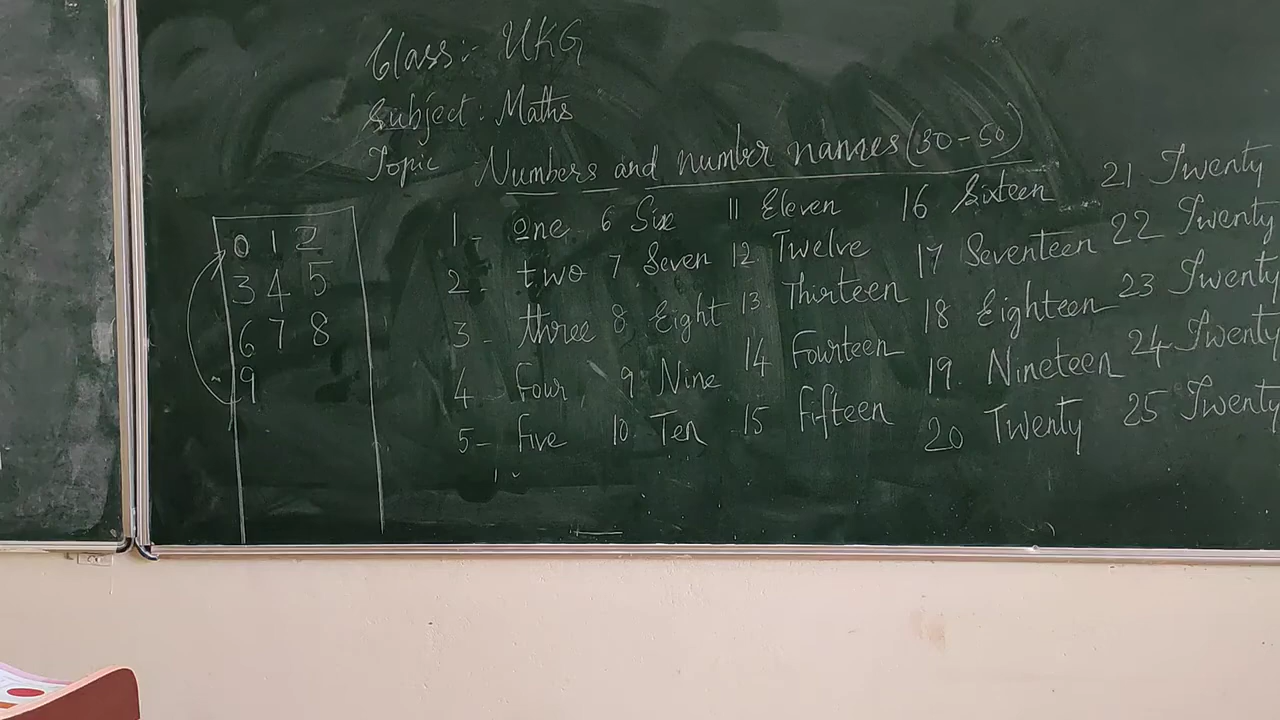 Class:- UKG
Subject: Maths
Topic Numbers and number names (30-50)
0 1 2
3 4 5
6 7 8
9
1 - one 6 Six 11 Eleven 16 Sixteen 21 Twenty
2 - two 7 Seven 12. Twelve 17 Seventeen 22 Twenty
3 - three 8 Eight 13. Thirteen 18 Eighteen 23 Twenty
4 Four 9 Nine 14 Fourteen 19 Nineteen 24 Twenty
5- Five 10 Ten 15 Fifteen 20 Twenty 25 Twenty